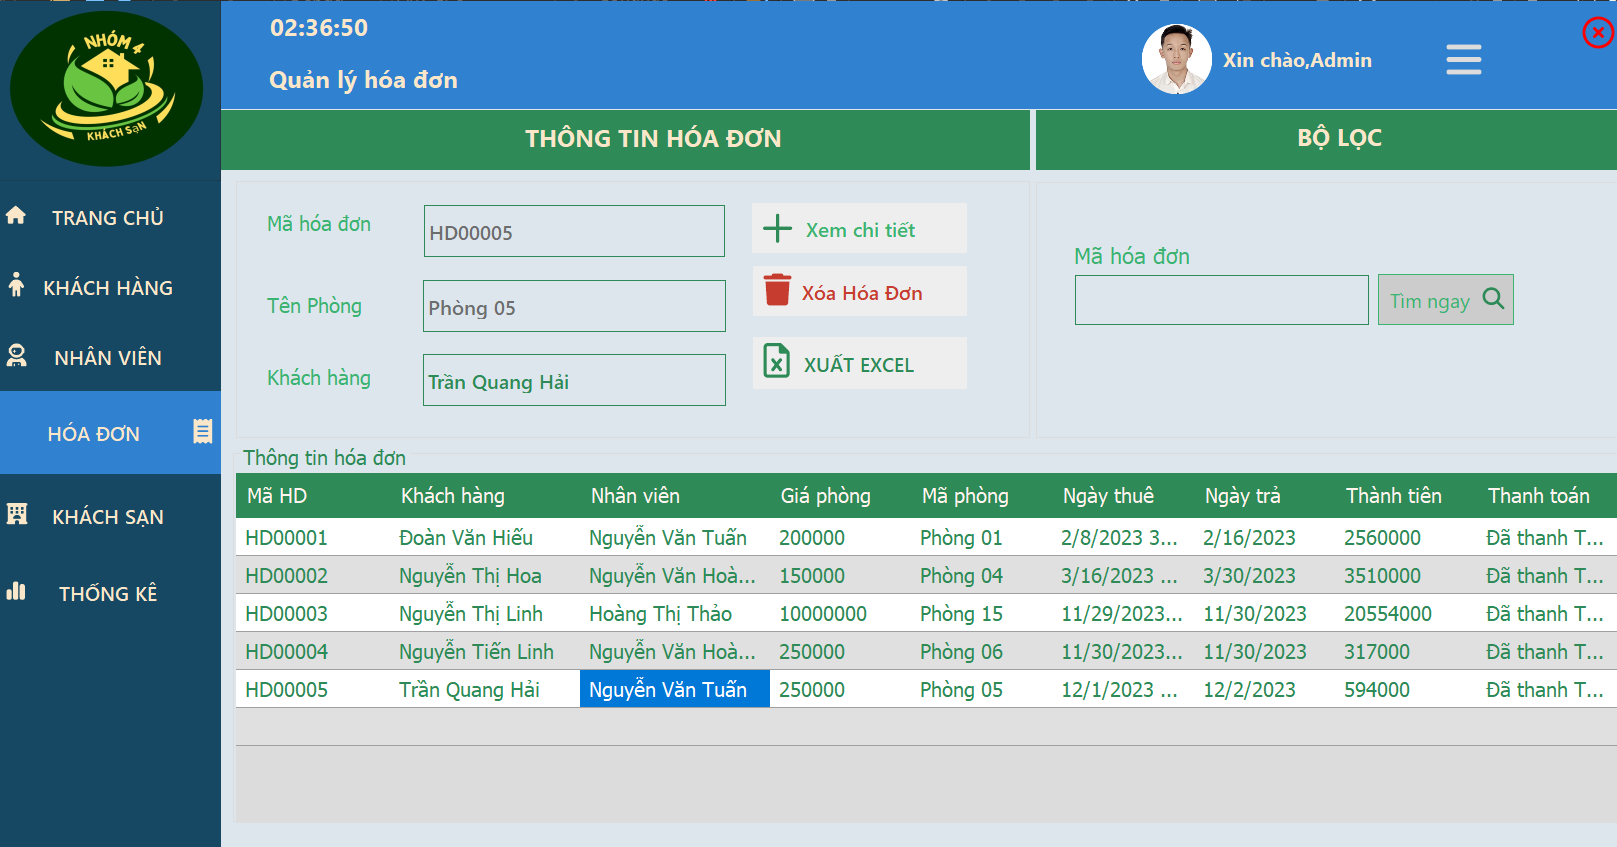 NHÓM 4
KHÁCH SẠN
02:36:50
Quản lý hóa đơn
Xin chào,Admin
TRANG CHỦ
KHÁCH HÀNG
NHÂN VIÊN
HÓA ĐƠN
KHÁCH SẠN
THỐNG KÊ
THÔNG TIN HÓA ĐƠN
BỘ LỌC
Mã hóa đơn
HD00005
Xem chi tiết
Tên Phòng
Phòng 05
Xóa Hóa Đơn
Khách hàng
Trần Quang Hải
XUẤT EXCEL
Mã hóa đơn
Tìm ngay
Thông tin hóa đơn
Mã HD Khách hàng Nhân viên Giá phòng Mã phòng Ngày thuê Ngày trả Thành tiên Thanh toán
HD00001 Đoàn Văn Hiếu Nguyễn Văn Tuấn 200000 Phòng 01 2/8/2023 3... 2/16/2023 2560000 Đã thanh T...
HD00002 Nguyễn Thị Hoa Nguyễn Văn Hoà... 150000 Phòng 04 3/16/2023 ... 3/30/2023 3510000 Đã thanh T...
HD00003 Nguyễn Thị Linh Hoàng Thị Thảo 10000000 Phòng 15 11/29/2023... 11/30/2023 20554000 Đã thanh T...
HD00004 Nguyễn Tiến Linh Nguyễn Văn Hoà... 250000 Phòng 06 11/30/2023... 11/30/2023 317000 Đã thanh T...
HD00005 Trần Quang Hải Nguyễn Văn Tuấn 250000 Phòng 05 12/1/2023 ... 12/2/2023 594000 Đã thanh T...